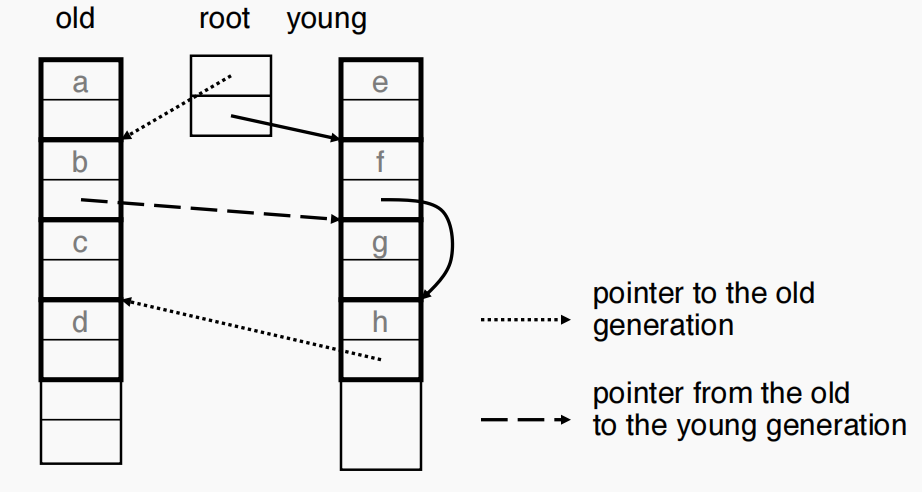 old root young
a e
b f
c g
d h
pointer to the old
generation
pointer from the old
to the young generation